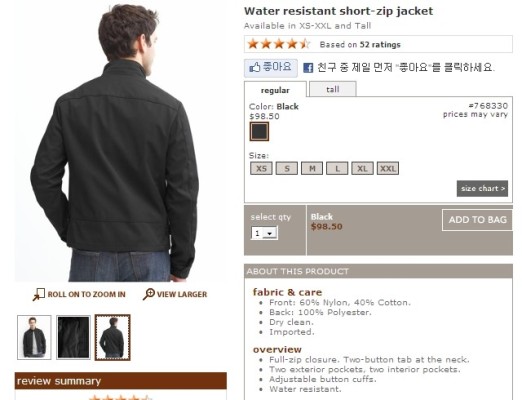 Water resistant short-zip jacket
Available in XS-XXL and Tall
Based on 52 ratings
좋아요
친구 중 제일 먼저 "좋아요"를 클릭하세요.
regular
tall
Color: Black
#768330
$98.50
prices may vary
Size:
XS S M L XL XXL
size chart >
select qty
Black
1
$98.50
ADD TO BAG
ROLL ON TO ZOOM IN
VIEW LARGER
ABOUT THIS PRODUCT
fabric & care
Front: 60% Nylon, 40% Cotton.
Back: 100% Polyester.
Dry clean.
Imported.
overview
Full-zip closure. Two-button tab at the neck.
Two exterior pockets, two interior pockets.
Adjustable button cuffs.
Water resistant.
review summary